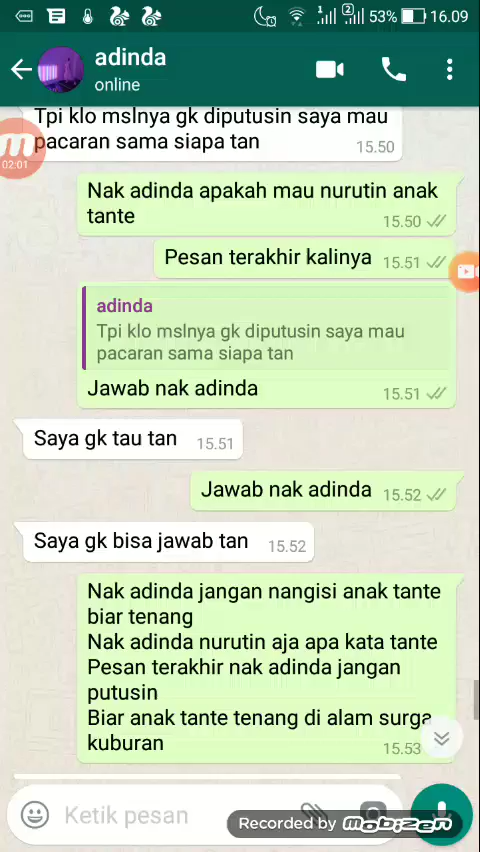 53% 16.09
adinda
online
Tpi klo mslnya gk diputusin saya mau
pacaran sama siapa tan 15.50
02:01
Nak adinda apakah mau nurutin anak
tante 15.50
Pesan terakhir kalinya 15.51
adinda
Tpi klo mslnya gk diputusin saya mau
pacaran sama siapa tan
Jawab nak adinda 15.51
Saya gk tau tan 15.51
Jawab nak adinda 15.52
Saya gk bisa jawab tan 15.52
Nak adinda jangan nangisi anak tante
biar tenang
Nak adinda nurutin aja apa kata tante
Pesan terakhir nak adinda jangan
putusin
Biar anak tante tenang di alam surga
kuburan 15.53
Ketik pesan
Recorded by mobizen